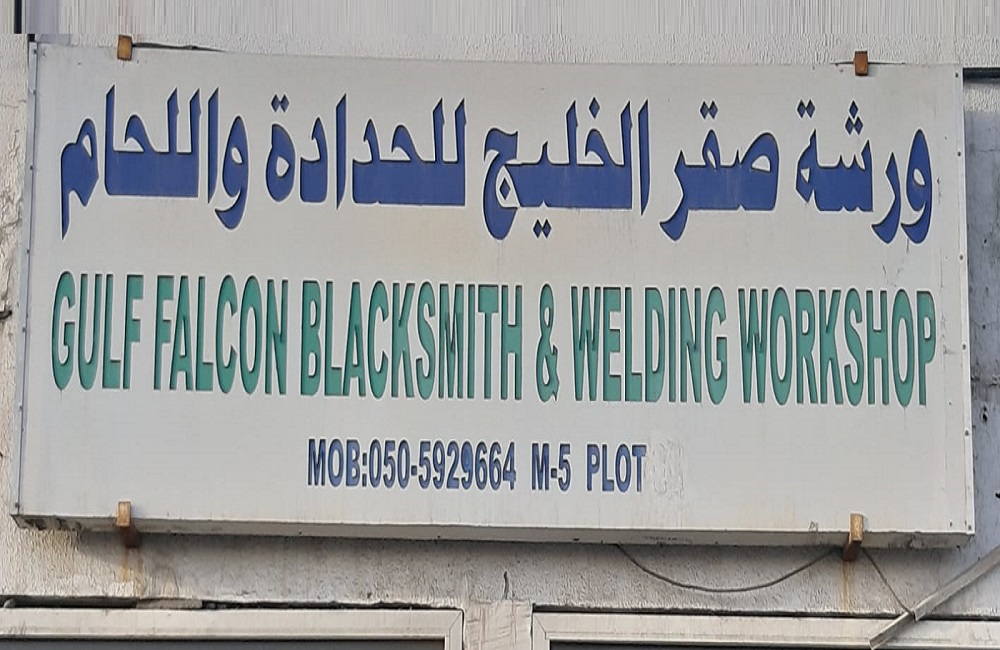 ورشة صقر الخليج للحدادة واللحام
GULF FALCON BLACKSMITH & WELDING WORKSHOP
MOB:050-5929664 M-5 PLOT